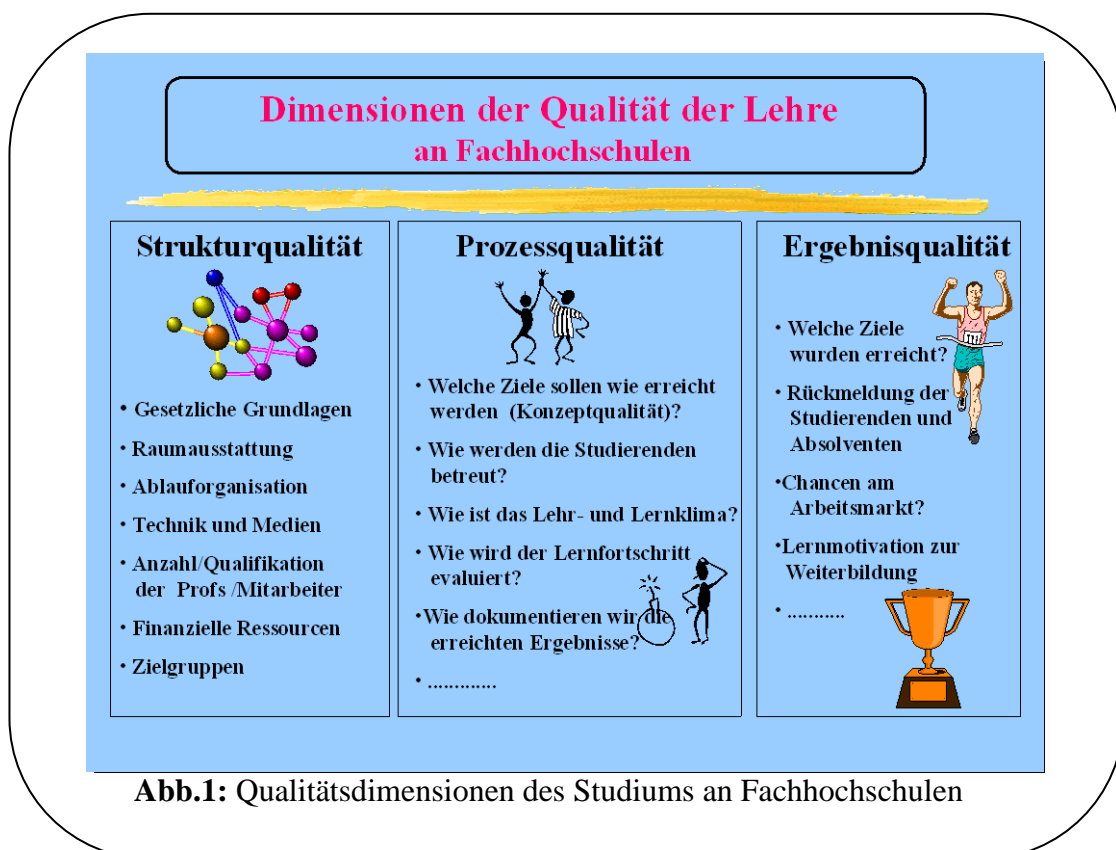 Dimensionen der Qualität der Lehre
an Fachhochschulen
Strukturqualität
• Gesetzliche Grundlagen
• Raumausstattung
• Ablauforganisation
• Technik und Medien
• Anzahl/Qualifikation
der Profs /Mitarbeiter
• Finanzielle Ressourcen
• Zielgruppen
Prozessqualität
• Welche Ziele sollen wie erreicht
werden (Konzeptqualität)?
• Wie werden die Studierenden
betreut?
• Wie ist das Lehr- und Lernklima?
• Wie wird der Lernfortschritt
evaluiert?
•Wie dokumentieren wir die
erreichten Ergebnisse?
• .............
Ergebnisqualität
• Welche Ziele
wurden erreicht?
• Rückmeldung der
Studierenden und
Absolventen
•Chancen am
Arbeitsmarkt?
•Lernmotivation zur
Weiterbildung
• ...........
Abb.1: Qualitätsdimensionen des Studiums an Fachhochschulen